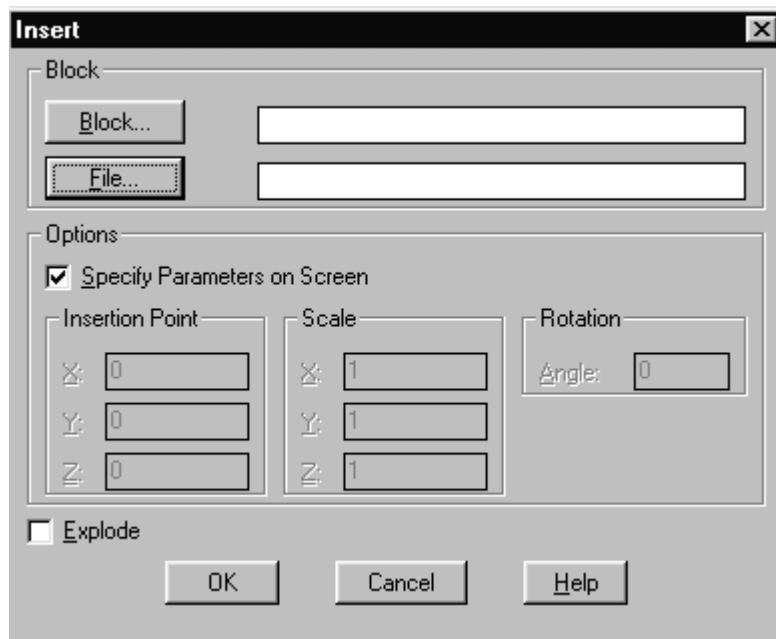 Insert
Block
Block...
File...
Options
Specify Parameters on Screen
Insertion Point Scale Rotation
X: 0 X: 1 Angle: 0
Y: 0 Y: 1
Z: 0 Z: 1
Explode
OK Cancel Help